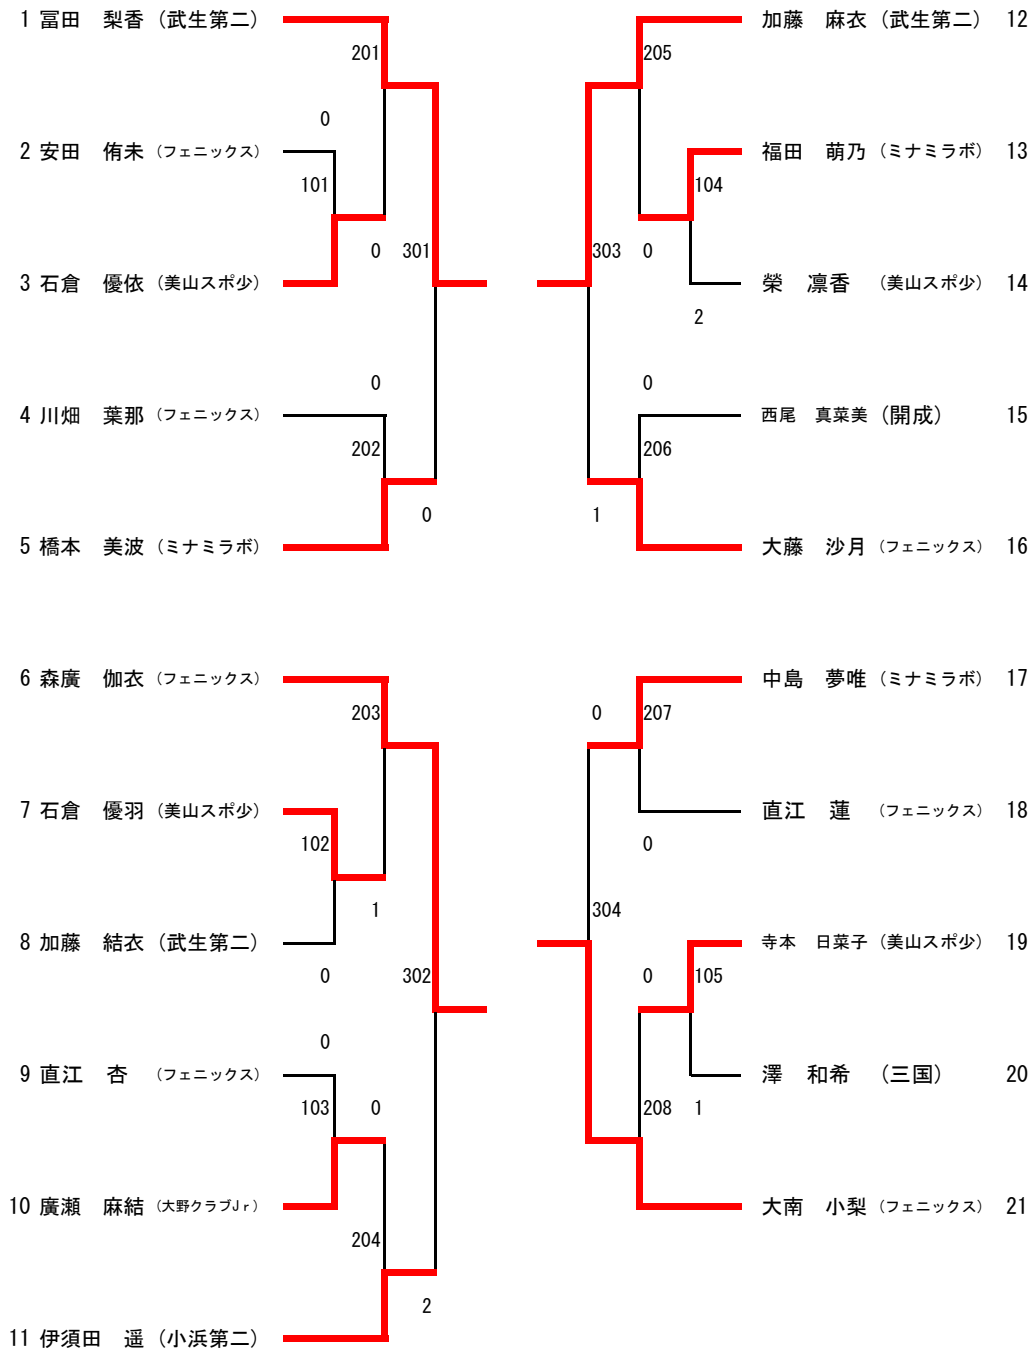 1 冨田 梨香（武生第二）
201
0
2 安田 侑未（フェニックス）
101
0 301
3 石倉 優依（美山スポ少）
0
4 川畑 葉那（フェニックス）
202
0
5 橋本 美波（ミナミラボ）
6 森廣 伽衣（フェニックス）
203
7 石倉 優羽（美山スポ少）
102
1
8 加藤 結衣（武生第二）
0 302
0
9 直江 杏（フェニックス）
103 0
10 廣瀬 麻結（大野クラブJr）
204
2
11 伊須田 遥（小浜第二）
加藤 麻衣（武生第二） 12
205
福田 萌乃（ミナミラボ） 13
104
303 0
榮 凛香（美山スポ少） 14
2
0
西尾 真菜美（開成） 15
206
1
大藤 沙月（フェニックス） 16
中島 夢唯（ミナミラボ） 17
0 207
直江 蓮（フェニックス） 18
0
304
寺本 日菜子（美山スポ少） 19
0 105
澤 和希（三国） 20
208 1
大南 小梨（フェニックス） 21